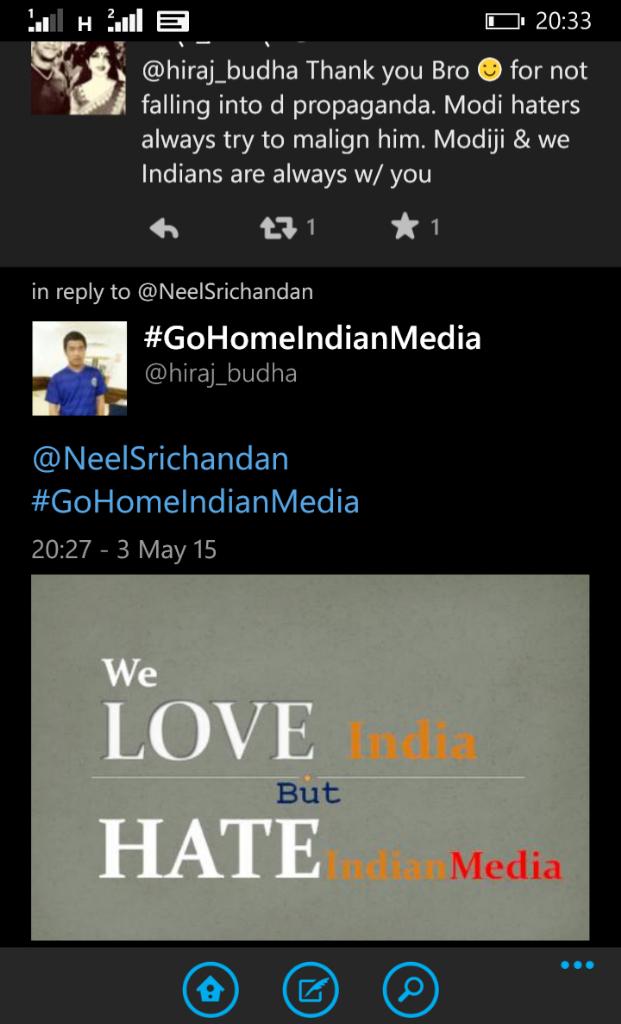 1 H 2 20:33
@hiraj_budha Thank you Bro 😊 for not
falling into d propaganda. Modi haters
always try to malign him. Modiji & we
Indians are always w/ you
1 1
in reply to @NeelSrichandan
#GoHomeIndianMedia
@hiraj_budha
@NeelSrichandan
#GoHomeIndianMedia
20:27 - 3 May 15
We
LOVE India
But
HATE IndianMedia